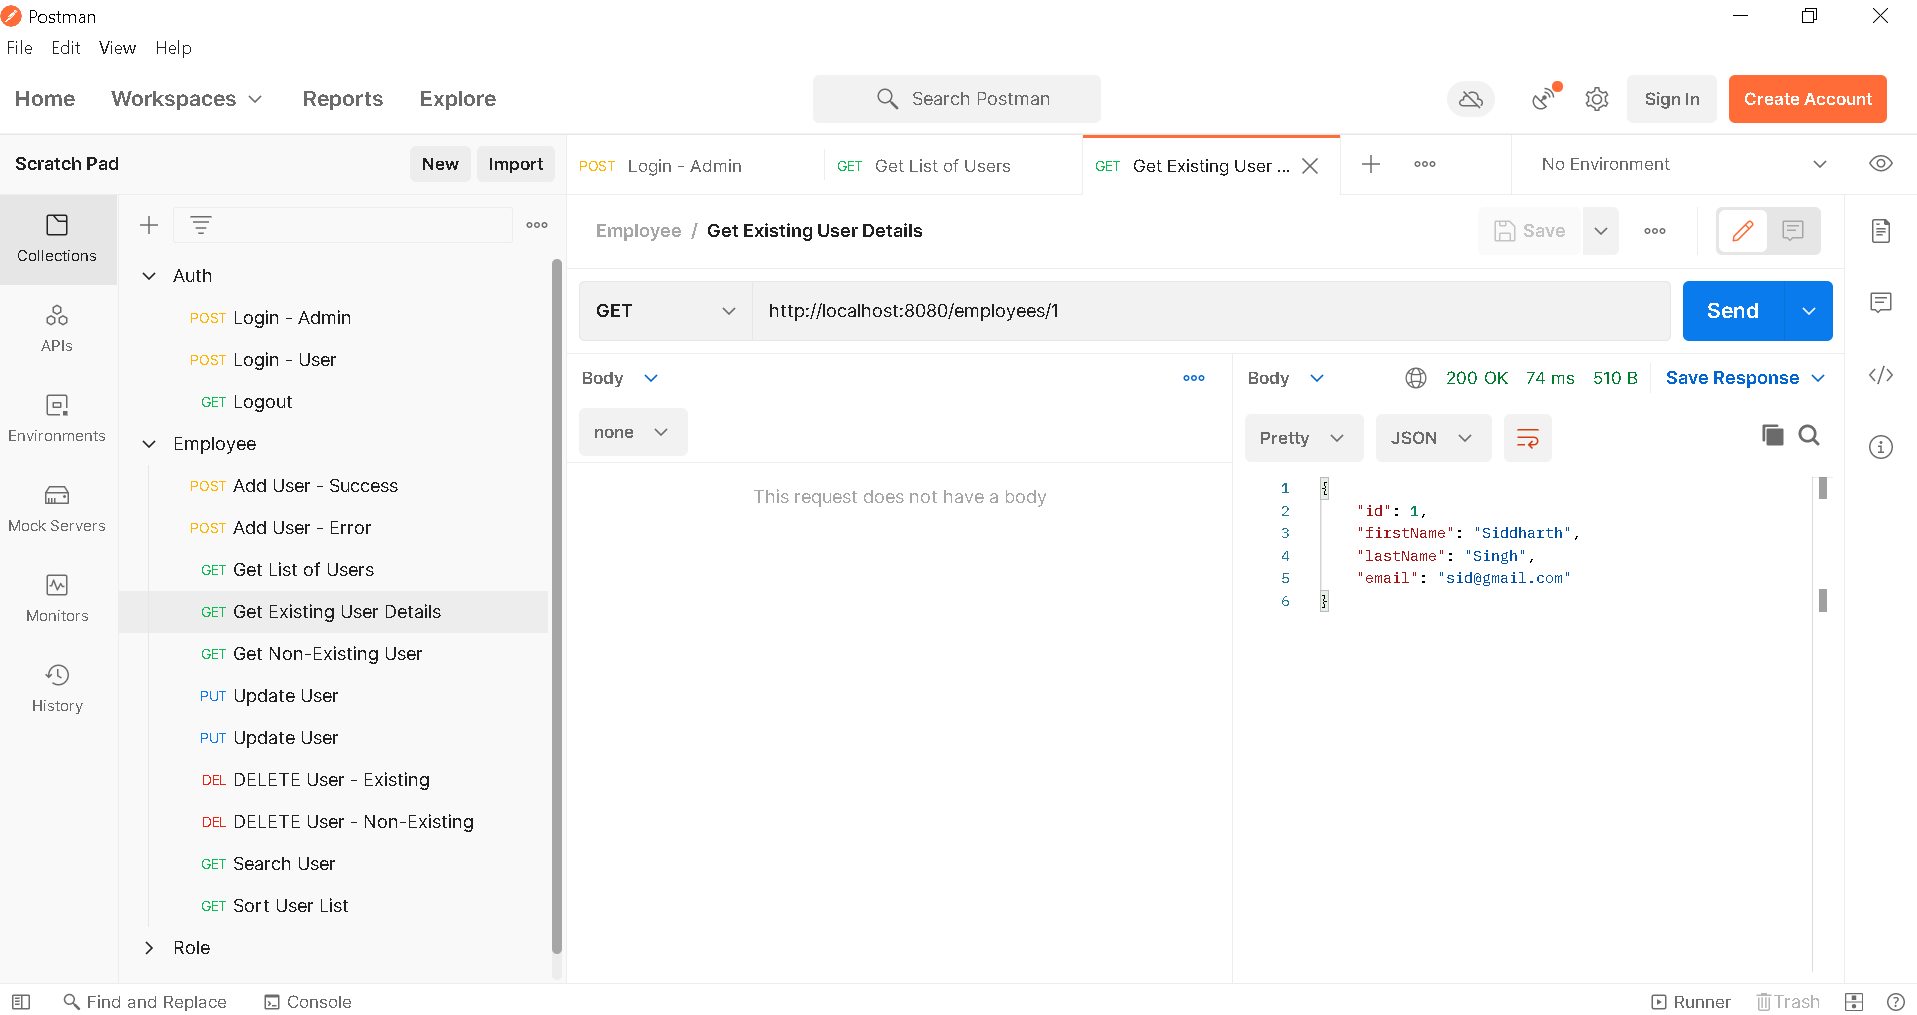 Postman
File Edit View Help
Home Workspaces Reports Explore Search Postman Sign In Create Account
Scratch Pad New Import
POST Login - Admin GET Get List of Users GET Get Existing User ... No Environment
Collections
APIs
Environments
Mock Servers
Monitors
History
Auth
POST Login - Admin
POST Login - User
GET Logout
Employee
POST Add User - Success
POST Add User - Error
GET Get List of Users
GET Get Existing User Details
GET Get Non-Existing User
PUT Update User
PUT Update User
DEL DELETE User - Existing
DEL DELETE User - Non-Existing
GET Search User
GET Sort User List
Role
Employee / Get Existing User Details Save
GET http://localhost:8080/employees/1 Send
Body
none
This request does not have a body
Body 200 OK 74 ms 510 B Save Response
Pretty JSON
1 {
2 "id": 1,
3 "firstName": "Siddharth",
4 "lastName": "Singh",
5 "email": "sid@gmail.com"
6 }
Find and Replace Console Runner Trash